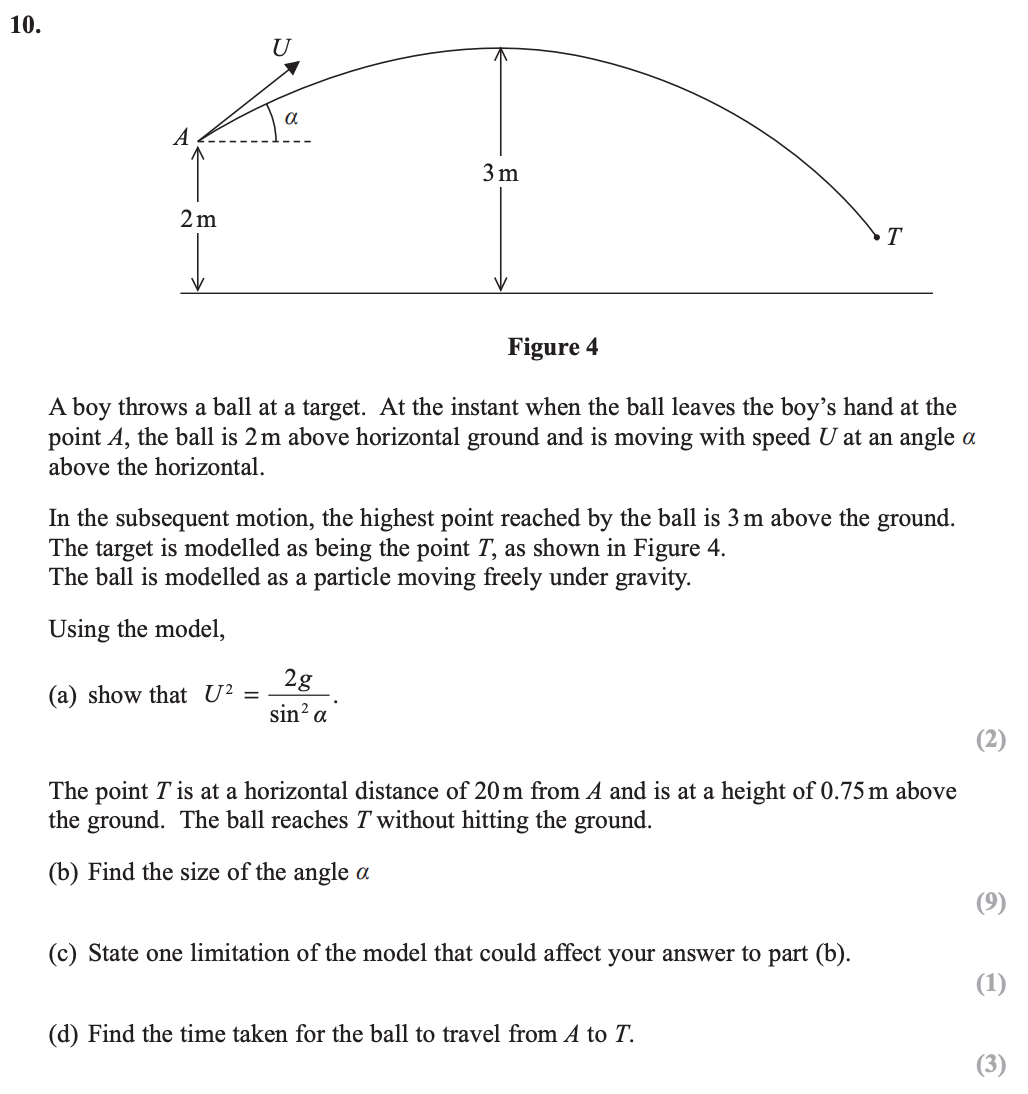 10.
U
α
A
3 m
2 m
T
Figure 4
A boy throws a ball at a target. At the instant when the ball leaves the boy’s hand at the
point A, the ball is 2 m above horizontal ground and is moving with speed U at an angle α
above the horizontal.
In the subsequent motion, the highest point reached by the ball is 3 m above the ground.
The target is modelled as being the point T, as shown in Figure 4.
The ball is modelled as a particle moving freely under gravity.
Using the model,
(a) show that U² = 2g / sin² α .
(2)
The point T is at a horizontal distance of 20 m from A and is at a height of 0.75 m above
the ground. The ball reaches T without hitting the ground.
(b) Find the size of the angle α
(9)
(c) State one limitation of the model that could affect your answer to part (b).
(1)
(d) Find the time taken for the ball to travel from A to T.
(3)